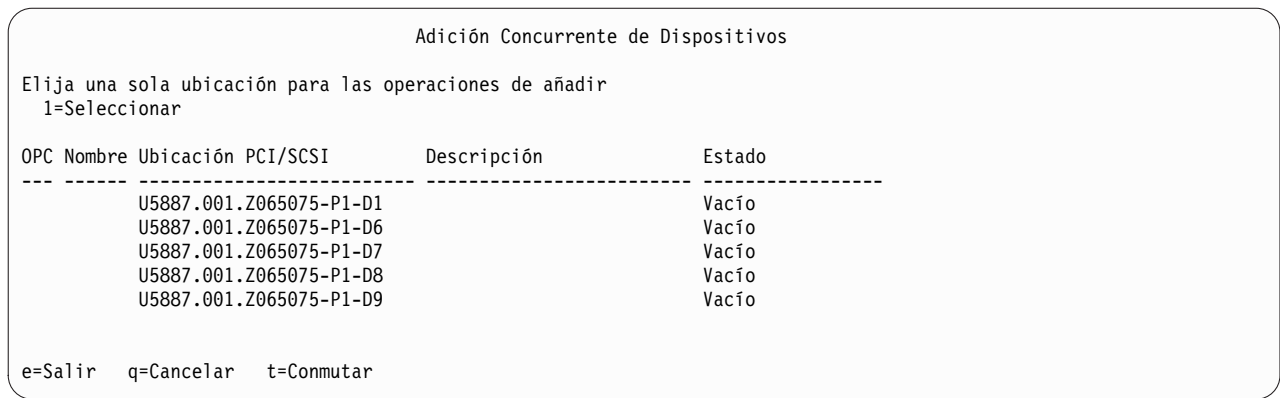 Adición Concurrente de Dispositivos
Elija una sola ubicación para las operaciones de añadir
1=Seleccionar
OPC Nombre Ubicación PCI/SCSI Descripción Estado
--- ------ -------------------------- ------------------------- -----------------
U5887.001.Z065075-P1-D1 Vacío
U5887.001.Z065075-P1-D6 Vacío
U5887.001.Z065075-P1-D7 Vacío
U5887.001.Z065075-P1-D8 Vacío
U5887.001.Z065075-P1-D9 Vacío
e=Salir q=Cancelar t=Conmutar